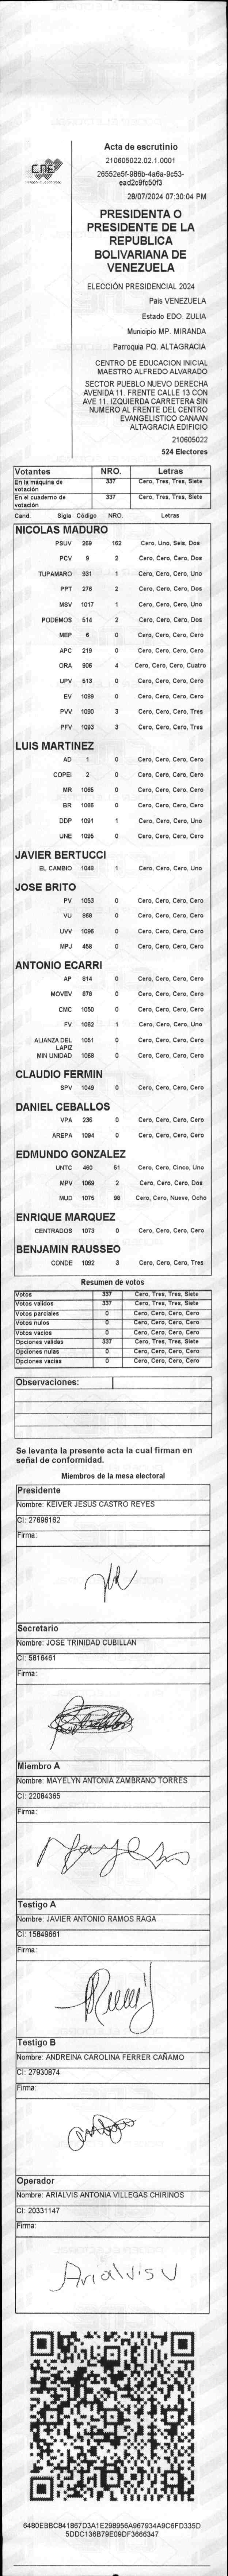 CNE
Acta de escrutinio
210605022.02.1.0001
26552e5f-986b-4a6a-9c53-
ead2c9fc50f3
28/07/2024 07:30:04 PM
PRESIDENTA O
PRESIDENTE DE LA
REPUBLICA
BOLIVARIANA DE
VENEZUELA
ELECCIÓN PRESIDENCIAL 2024
País VENEZUELA
Estado EDO. ZULIA
Municipio MP. MIRANDA
Parroquia PQ. ALTAGRACIA
CENTRO DE EDUCACION INICIAL
MAESTRO ALFREDO ALVARADO
SECTOR PUEBLO NUEVO DERECHA
AVENIDA 11. FRENTE CALLE 13 CON
AVE 11. IZQUIERDA CARRETERA SIN
NUMERO AL FRENTE DEL CENTRO
EVANGELISTICO CANAAN
ALTAGRACIA EDIFICIO
210605022
524 Electores
Votantes NRO. Letras
En la máquina de votación 337 Cero, Tres, Tres, Siete
En el cuaderno de votación 337 Cero, Tres, Tres, Siete
Cand. Sigla Código NRO. Letras
NICOLAS MADURO
PSUV 269 162 Cero, Uno, Seis, Dos
PCV 9 2 Cero, Cero, Cero, Dos
TUPAMARO 931 1 Cero, Cero, Cero, Uno
PPT 276 2 Cero, Cero, Cero, Dos
MSV 1017 1 Cero, Cero, Cero, Uno
PODEMOS 514 2 Cero, Cero, Cero, Dos
MEP 6 0 Cero, Cero, Cero, Cero
APC 219 0 Cero, Cero, Cero, Cero
ORA 906 4 Cero, Cero, Cero, Cuatro
UPV 513 0 Cero, Cero, Cero, Cero
EV 1089 0 Cero, Cero, Cero, Cero
PVV 1090 3 Cero, Cero, Cero, Tres
PFV 1093 3 Cero, Cero, Cero, Tres
LUIS MARTINEZ
AD 1 0 Cero, Cero, Cero, Cero
COPEI 2 0 Cero, Cero, Cero, Cero
MR 1065 0 Cero, Cero, Cero, Cero
BR 1066 0 Cero, Cero, Cero, Cero
DDP 1091 1 Cero, Cero, Cero, Uno
UNE 1095 0 Cero, Cero, Cero, Cero
JAVIER BERTUCCI
EL CAMBIO 1048 1 Cero, Cero, Cero, Uno
JOSE BRITO
PV 1053 0 Cero, Cero, Cero, Cero
VU 968 0 Cero, Cero, Cero, Cero
UVV 1096 0 Cero, Cero, Cero, Cero
MPJ 458 0 Cero, Cero, Cero, Cero
ANTONIO ECARRI
AP 814 0 Cero, Cero, Cero, Cero
MOVEV 978 0 Cero, Cero, Cero, Cero
CMC 1050 0 Cero, Cero, Cero, Cero
FV 1062 1 Cero, Cero, Cero, Uno
ALIANZA DEL LAPIZ 1051 0 Cero, Cero, Cero, Cero
MIN UNIDAD 1068 0 Cero, Cero, Cero, Cero
CLAUDIO FERMIN
SPV 1049 0 Cero, Cero, Cero, Cero
DANIEL CEBALLOS
VPA 235 0 Cero, Cero, Cero, Cero
AREPA 1094 0 Cero, Cero, Cero, Cero
EDMUNDO GONZALEZ
UNTC 460 51 Cero, Cero, Cinco, Uno
MPV 1069 2 Cero, Cero, Cero, Dos
MUD 1075 98 Cero, Cero, Nueve, Ocho
ENRIQUE MARQUEZ
CENTRADOS 1073 0 Cero, Cero, Cero, Cero
BENJAMIN RAUSSEO
CONDE 1092 3 Cero, Cero, Cero, Tres
Resumen de votos
Votos 337 Cero, Tres, Tres, Siete
Votos validos 337 Cero, Tres, Tres, Siete
Votos parciales 0 Cero, Cero, Cero, Cero
Votos nulos 0 Cero, Cero, Cero, Cero
Votos vacios 0 Cero, Cero, Cero, Cero
Opciones validas 337 Cero, Tres, Tres, Siete
Opciones nulas 0 Cero, Cero, Cero, Cero
Opciones vacias 0 Cero, Cero, Cero, Cero
Observaciones:
Se levanta la presente acta la cual firman en
señal de conformidad.
Miembros de la mesa electoral
Presidente
Nombre: KEIVER JESUS CASTRO REYES
CI: 27698162
Firma:
Secretario
Nombre: JOSE TRINIDAD CUBILLAN
CI: 5816461
Firma:
Miembro A
Nombre: MAYELYN ANTONIA ZAMBRANO TORRES
CI: 22084365
Firma:
Testigo A
Nombre: JAVIER ANTONIO RAMOS RAGA
CI: 15849661
Firma:
Testigo B
Nombre: ANDREINA CAROLINA FERRER CAÑAMO
CI: 27930874
Firma:
Operador
Nombre: ARIALVIS ANTONIA VILLEGAS CHIRINOS
CI: 20331147
Firma:
Arialvis V
6480EBBC841867D3A1E298956A967934A9C6FD335D
5DDC136B79E09DF3666347